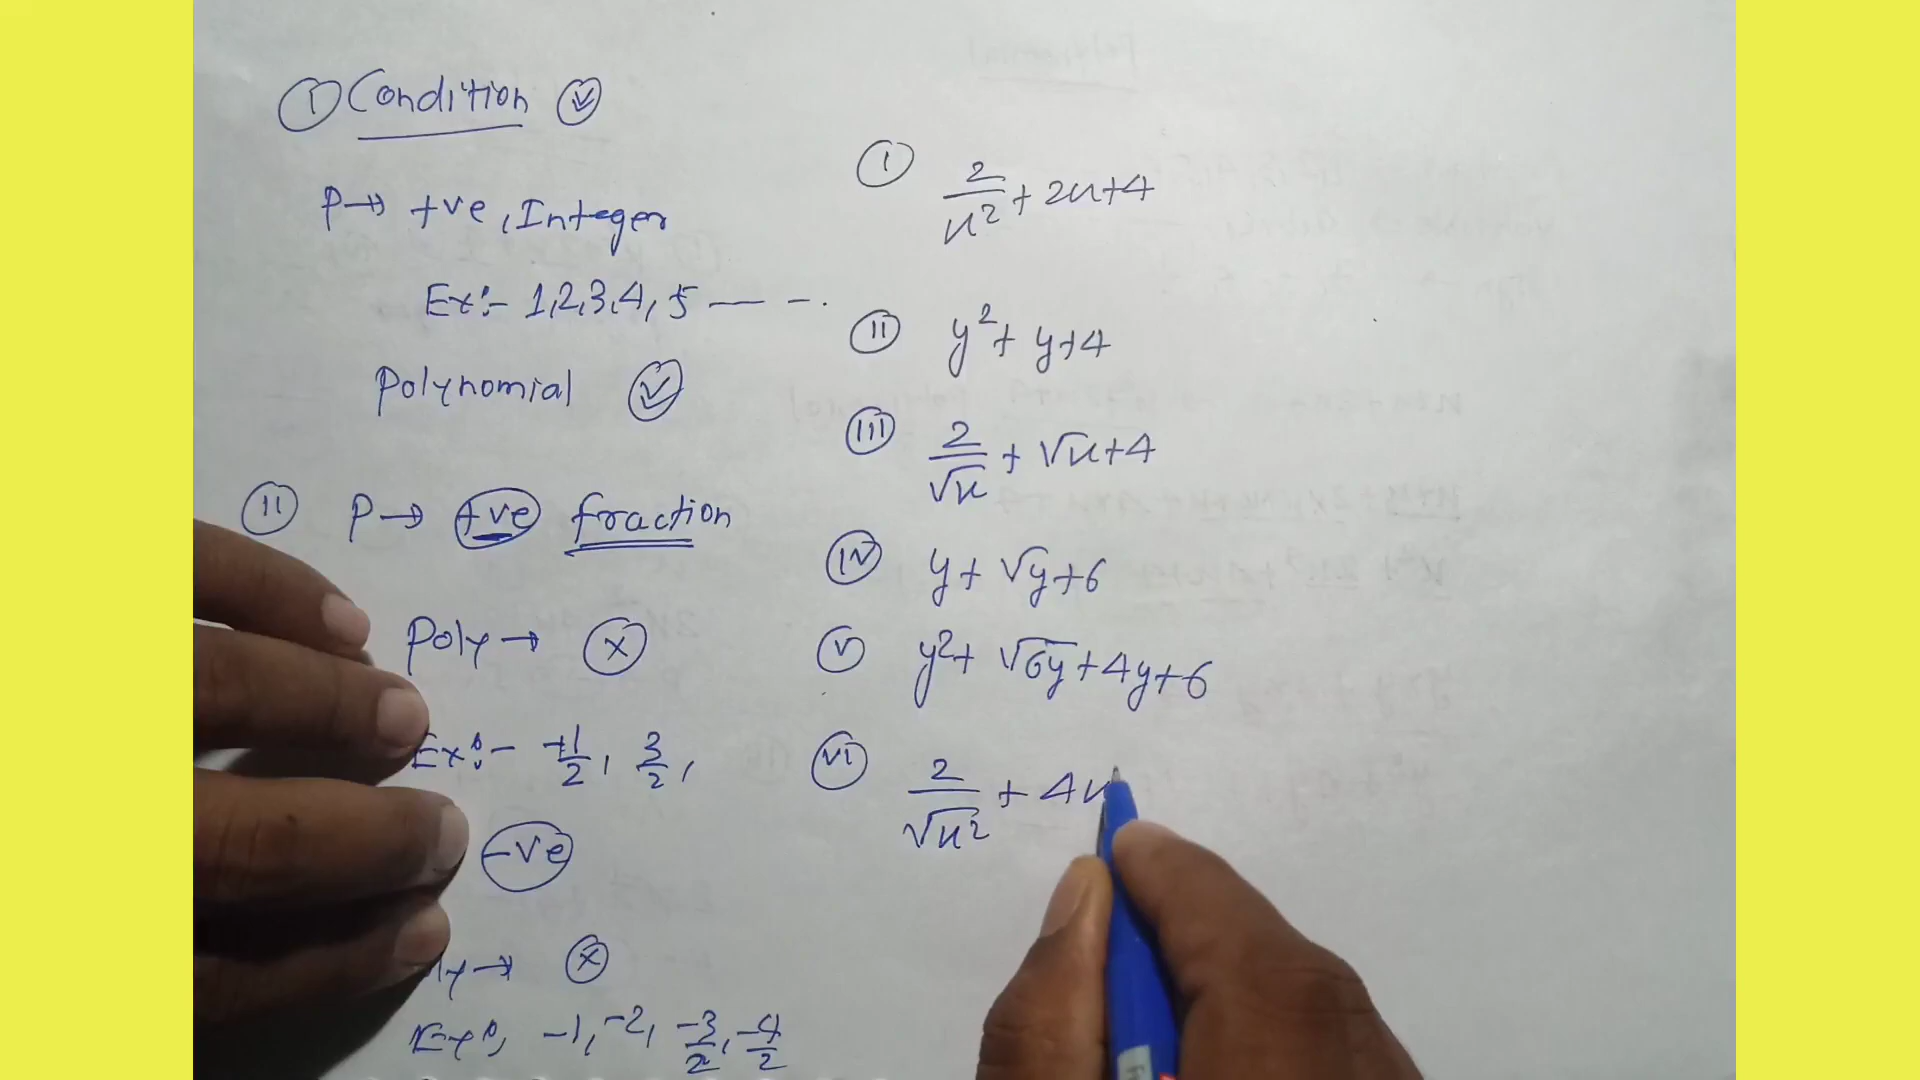 ① Condition
P → +ve, Integer
Ex:- 1,2,3,4, 5 — - .
Polynomial
(II) P → +ve fraction
Poly → (x)
Ex:- +1/2, 3/2,
-ve
ly → (x)
Ex:, -1, -2, -3/2, -4/2
(I) 2/x² + 2x+4
(II) y² + y+4
(III) 2/√x + √x+4
(IV) y + √y+6
(V) y² + √6y + 4y+6
(VI) 2/√x² + 4x